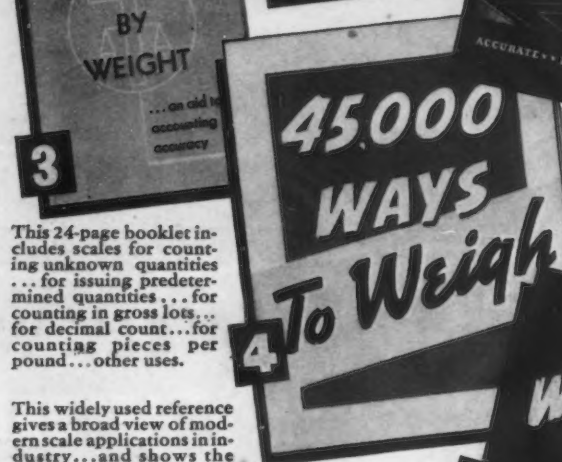 BY
WEIGHT
...an aid to
accounting
accuracy
3
ACCURATE
45,000
WAYS
To Weigh
4
This 24-page booklet in-
cludes scales for count-
ing unknown quantities
...for issuing predeter-
mined quantities...for
counting in gross lots...
for decimal count...for
counting pieces per
pound...other uses.
This widely used reference
gives a broad view of mod-
ern scale applications in in-
dustry...and shows the